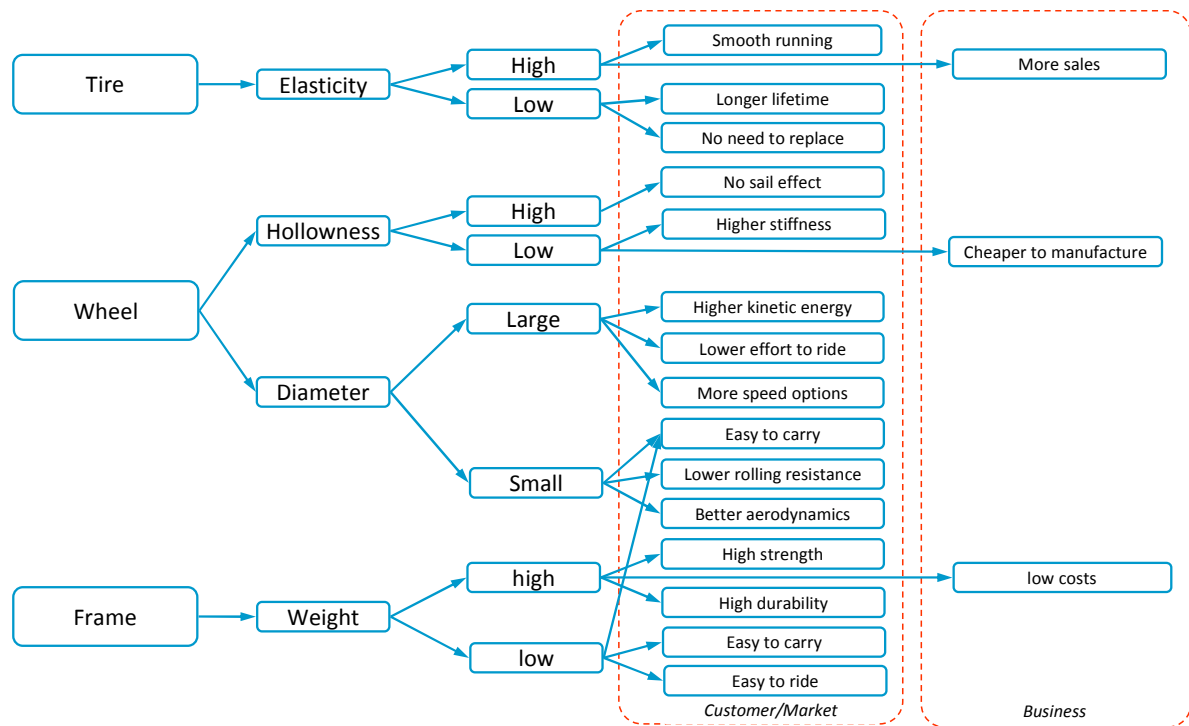 Tire
Elasticity
High
Low
Smooth running
Longer lifetime
No need to replace
More sales
Wheel
Hollowness
High
Low
No sail effect
Higher stiffness
Cheaper to manufacture
Diameter
Large
Small
Higher kinetic energy
Lower effort to ride
More speed options
Easy to carry
Lower rolling resistance
Better aerodynamics
Frame
Weight
high
low
High strength
High durability
low costs
Easy to carry
Easy to ride
Customer/Market
Business